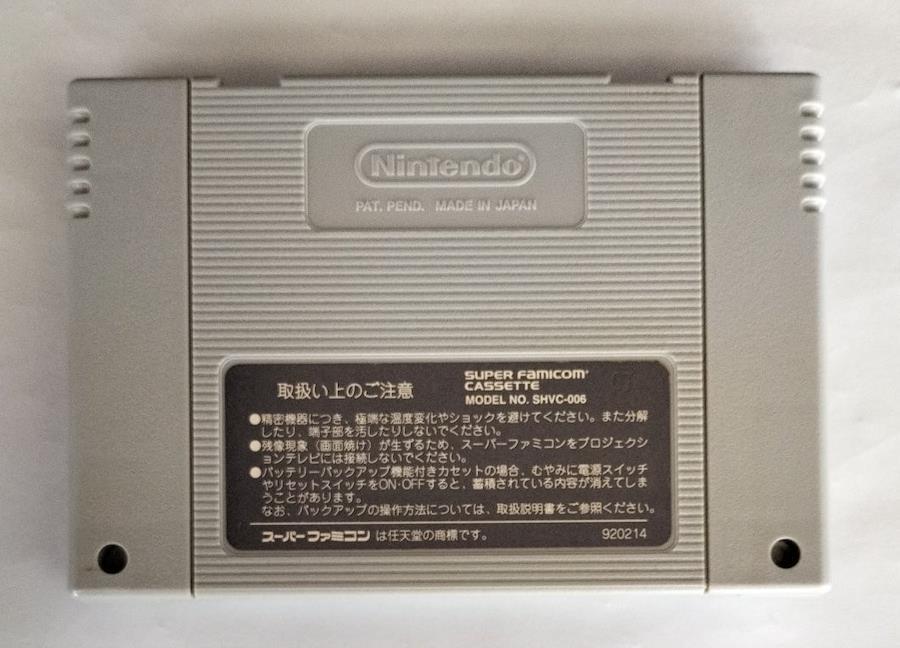 Nintendo®
PAT. PEND. MADE IN JAPAN
取扱い上のご注意
SUPER FAMICOM®
CASSETTE
MODEL NO. SHVC-006
●精密機器につき、極端な温度変化やショックを避けてください。また分解
したり、端子部を汚したりしないでください。
●残像現象（画面焼け）が生ずるため、スーパーファミコンをプロジェクシ
ョンテレビには接続しないでください。
●バッテリーバックアップ機能付きカセットの場合、むやみに電源スイッチ
やリセットスイッチをON・OFFすると、蓄積されている内容が消えてしま
うことがあります。
なお、バックアップの操作方法については、取扱説明書をご参照ください。
スーパーファミコンは任天堂の商標です。 920214